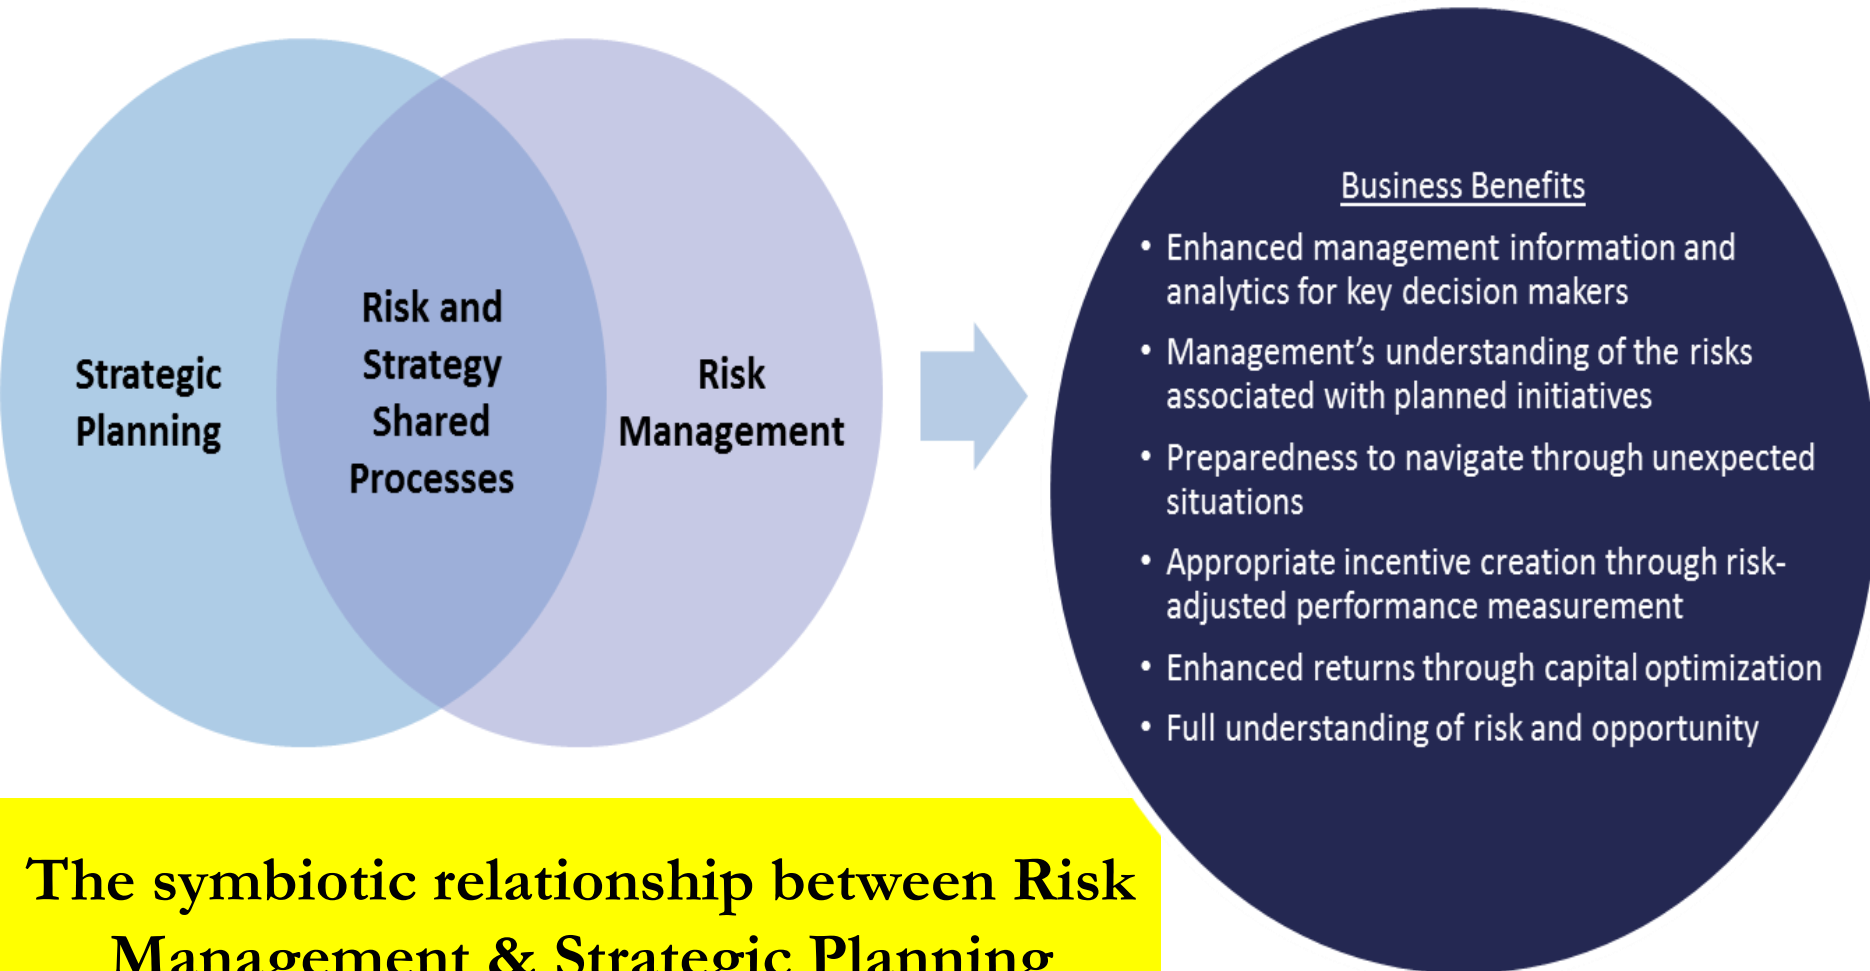 Strategic
Planning
Risk and
Strategy
Shared
Processes
Risk
Management
Business Benefits
• Enhanced management information and
analytics for key decision makers
• Management’s understanding of the risks
associated with planned initiatives
• Preparedness to navigate through unexpected
situations
• Appropriate incentive creation through risk-
adjusted performance measurement
• Enhanced returns through capital optimization
• Full understanding of risk and opportunity
The symbiotic relationship between Risk
Management & Strategic Planning